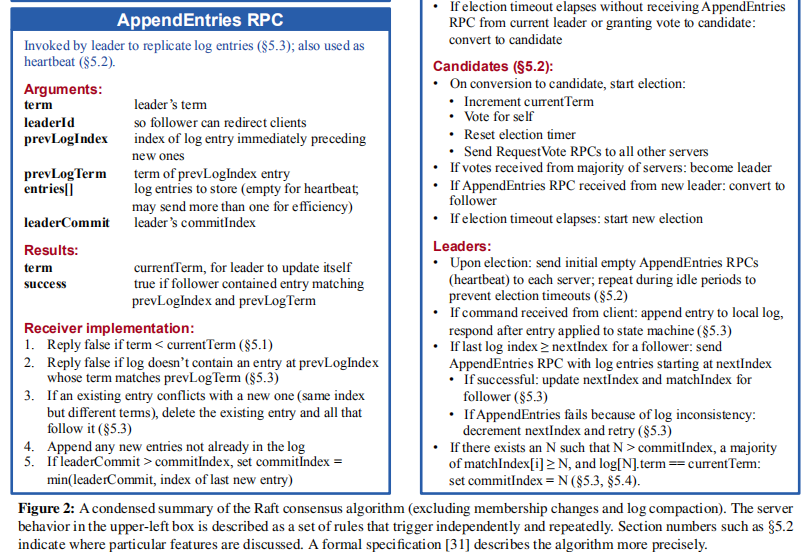 AppendEntries RPC
Invoked by leader to replicate log entries (§5.3); also used as
heartbeat (§5.2).
Arguments:
term leader’s term
leaderId so follower can redirect clients
prevLogIndex index of log entry immediately preceding
new ones
prevLogTerm term of prevLogIndex entry
entries[] log entries to store (empty for heartbeat;
may send more than one for efficiency)
leaderCommit leader’s commitIndex
Results:
term currentTerm, for leader to update itself
success true if follower contained entry matching
prevLogIndex and prevLogTerm
Receiver implementation:
1. Reply false if term < currentTerm (§5.1)
2. Reply false if log doesn’t contain an entry at prevLogIndex
whose term matches prevLogTerm (§5.3)
3. If an existing entry conflicts with a new one (same index
but different terms), delete the existing entry and all that
follow it (§5.3)
4. Append any new entries not already in the log
5. If leaderCommit > commitIndex, set commitIndex =
min(leaderCommit, index of last new entry)
• If election timeout elapses without receiving AppendEntries
RPC from current leader or granting vote to candidate:
convert to candidate
Candidates (§5.2):
• On conversion to candidate, start election:
• Increment currentTerm
• Vote for self
• Reset election timer
• Send RequestVote RPCs to all other servers
• If votes received from majority of servers: become leader
• If AppendEntries RPC received from new leader: convert to
follower
• If election timeout elapses: start new election
Leaders:
• Upon election: send initial empty AppendEntries RPCs
(heartbeat) to each server; repeat during idle periods to
prevent election timeouts (§5.2)
• If command received from client: append entry to local log,
respond after entry applied to state machine (§5.3)
• If last log index ≥ nextIndex for a follower: send
AppendEntries RPC with log entries starting at nextIndex
• If successful: update nextIndex and matchIndex for
follower (§5.3)
• If AppendEntries fails because of log inconsistency:
decrement nextIndex and retry (§5.3)
• If there exists an N such that N > commitIndex, a majority
of matchIndex[i] ≥ N, and log[N].term == currentTerm:
set commitIndex = N (§5.3, §5.4).
Figure 2: A condensed summary of the Raft consensus algorithm (excluding membership changes and log compaction). The server
behavior in the upper-left box is described as a set of rules that trigger independently and repeatedly. Section numbers such as §5.2
indicate where particular features are discussed. A formal specification [31] describes the algorithm more precisely.